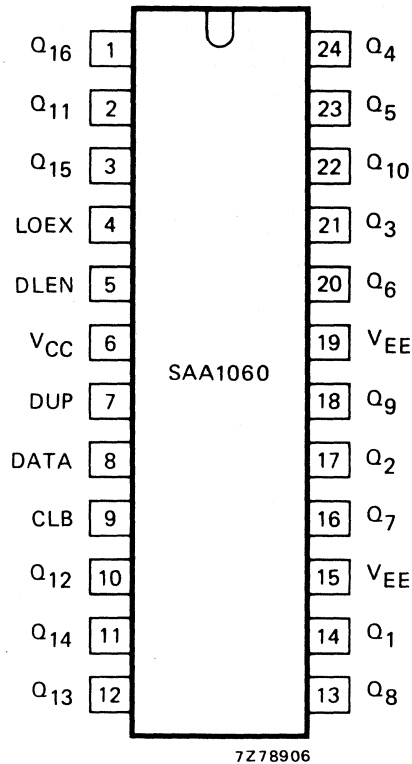 Q16 1 24 Q4
Q11 2 23 Q5
Q15 3 22 Q10
LOEX 4 21 Q3
DLEN 5 20 Q6
VCC 6 19 VEE
SAA1060
DUP 7 18 Q9
DATA 8 17 Q2
CLB 9 16 Q7
Q12 10 15 VEE
Q14 11 14 Q1
Q13 12 13 Q8
7Z78906